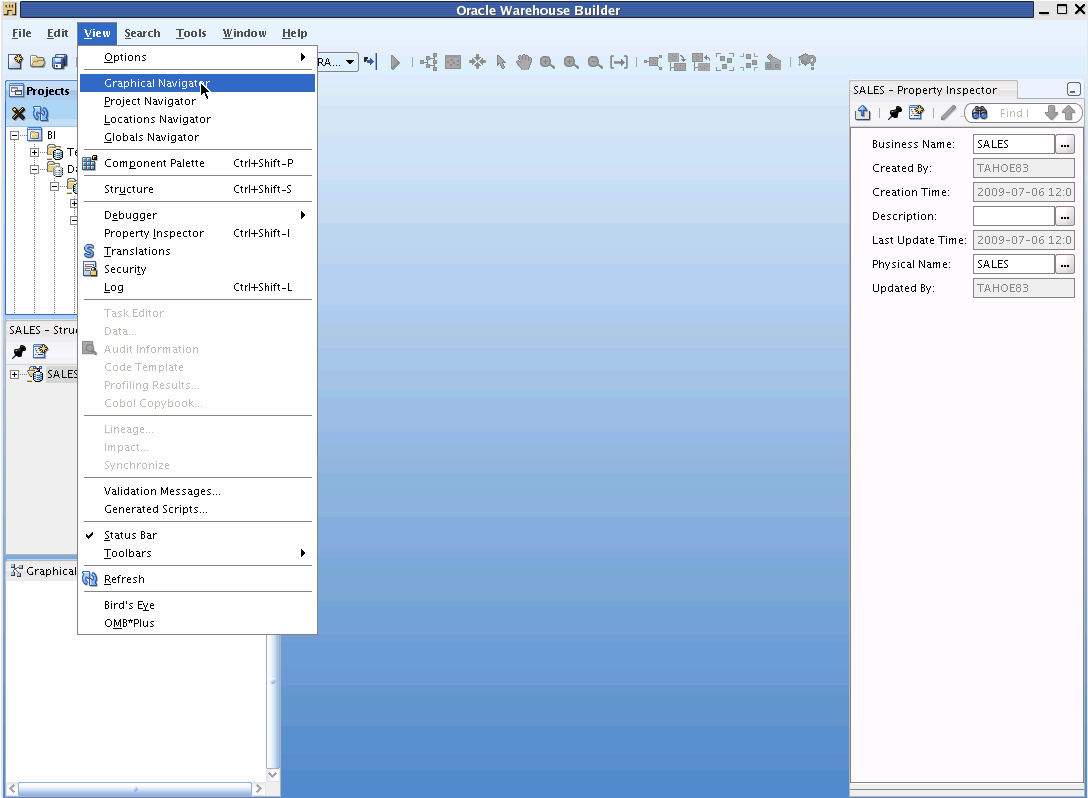 Oracle Warehouse Builder
File Edit View Search Tools Window Help
RA...
Projects
BI
Te
Da
SALES - Stru
SALES
Graphical
Options
Graphical Navigator
Project Navigator
Locations Navigator
Globals Navigator
Component Palette Ctrl+Shift-P
Structure Ctrl+Shift-S
Debugger
Property Inspector Ctrl+Shift-I
Translations
Security
Log Ctrl+Shift-L
Task Editor
Data...
Audit Information
Code Template
Profiling Results...
Cobol Copybook...
Lineage...
Impact...
Synchronize
Validation Messages...
Generated Scripts...
Status Bar
Toolbars
Refresh
Bird's Eye
OMB*Plus
SALES - Property Inspector
Find
Business Name: SALES ...
Created By: TAHOE83
Creation Time: 2009-07-06 12:0
Description: ...
Last Update Time: 2009-07-06 12:0
Physical Name: SALES ...
Updated By: TAHOE83